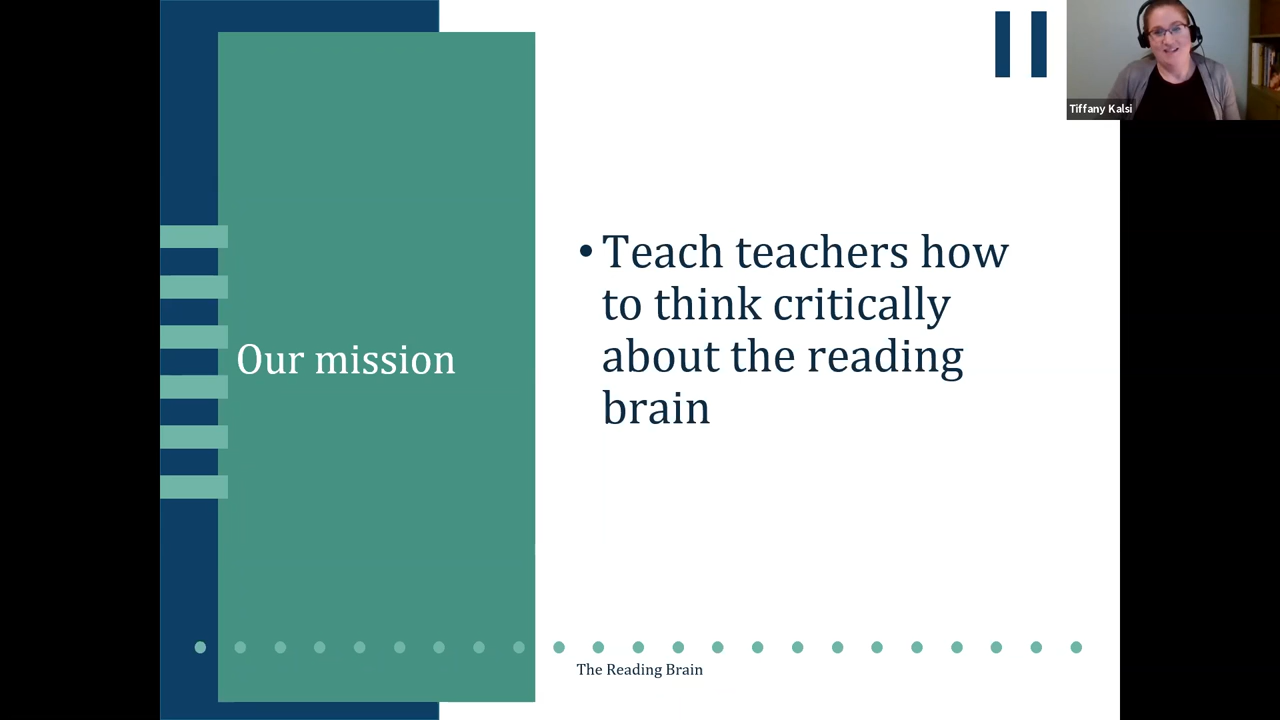 Tiffany Kalsi
Our mission
• Teach teachers how
to think critically
about the reading
brain
The Reading Brain